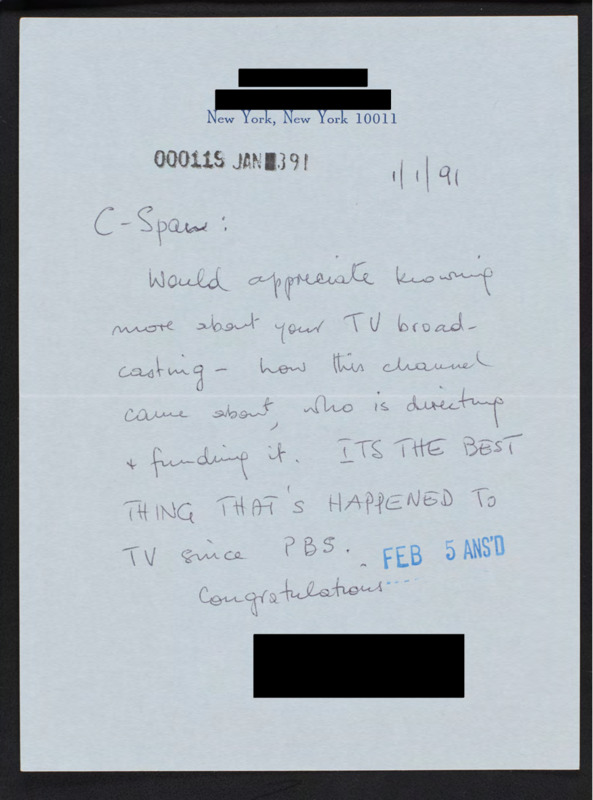 New York, New York 10011
000119 JAN 391
1/1/91
C-Span:
Would appreciate knowing
more about your TV broad-
casting - how this channel
came about, who is directing
+ funding it. ITS THE BEST
THING THAT'S HAPPENED TO
TV since PBS.
FEB 5 ANS'D
Congratulations